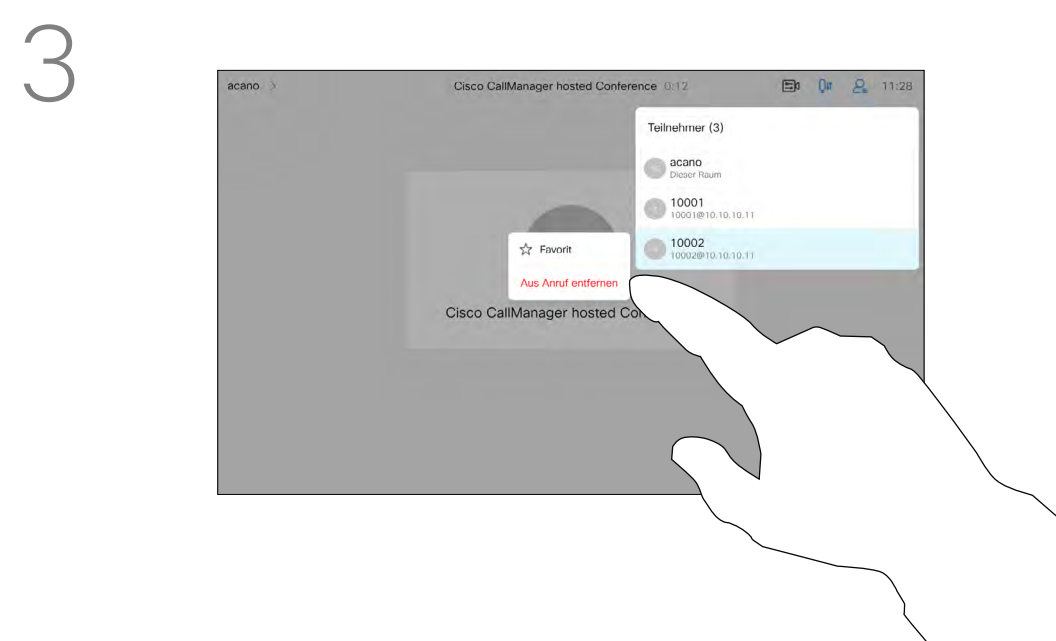 3
acano
Cisco CallManager hosted Conference 0:12
11:28
Teilnehmer (3)
acano
Dieser Raum
10001
10001@10.10.10.11
10002
10002@10.10.10.11
Favorit
Aus Anruf entfernen
Cisco CallManager hosted